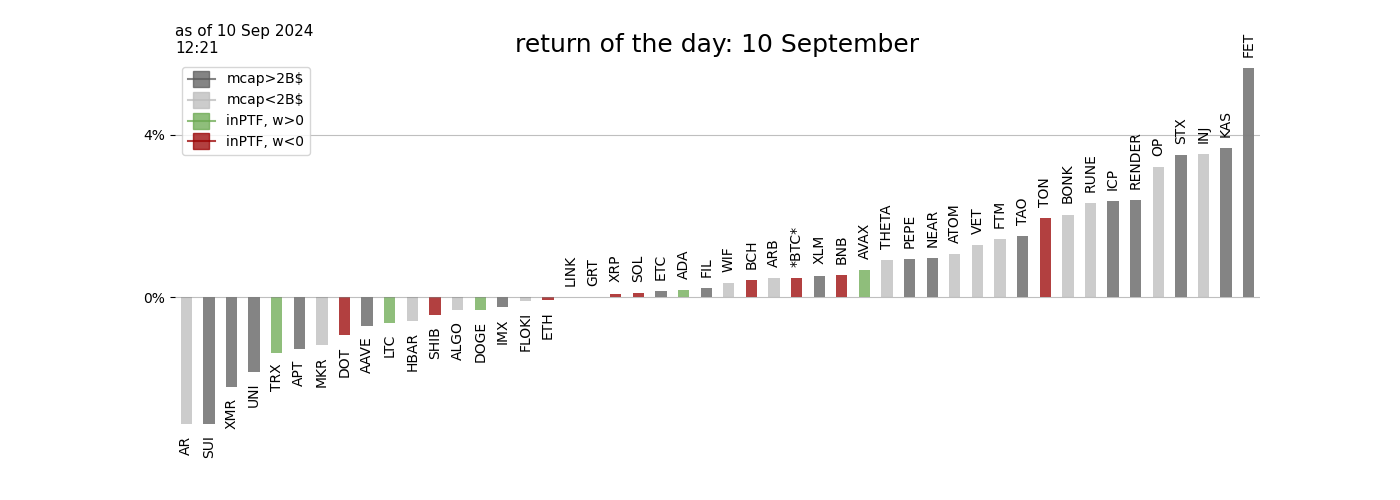 as of 10 Sep 2024
12:21
return of the day: 10 September
mcap>2B$
mcap<2B$
inPTF, w>0
inPTF, w<0
4%
0%
AR
SUI
XMR
UNI
TRX
APT
MKR
DOT
AAVE
LTC
HBAR
SHIB
ALGO
DOGE
IMX
FLOKI
ETH
LINK
GRT
XRP
SOL
ETC
ADA
FIL
WIF
BCH
ARB
*BTC*
XLM
BNB
AVAX
THETA
PEPE
NEAR
ATOM
VET
FTM
TAO
TON
BONK
RUNE
ICP
RENDER
OP
STX
INJ
KAS
FET